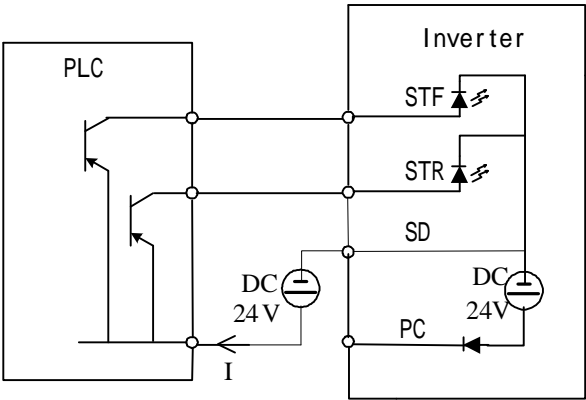 Inverter
PLC
STF
STR
SD
DC
24V
DC
24V
PC
I